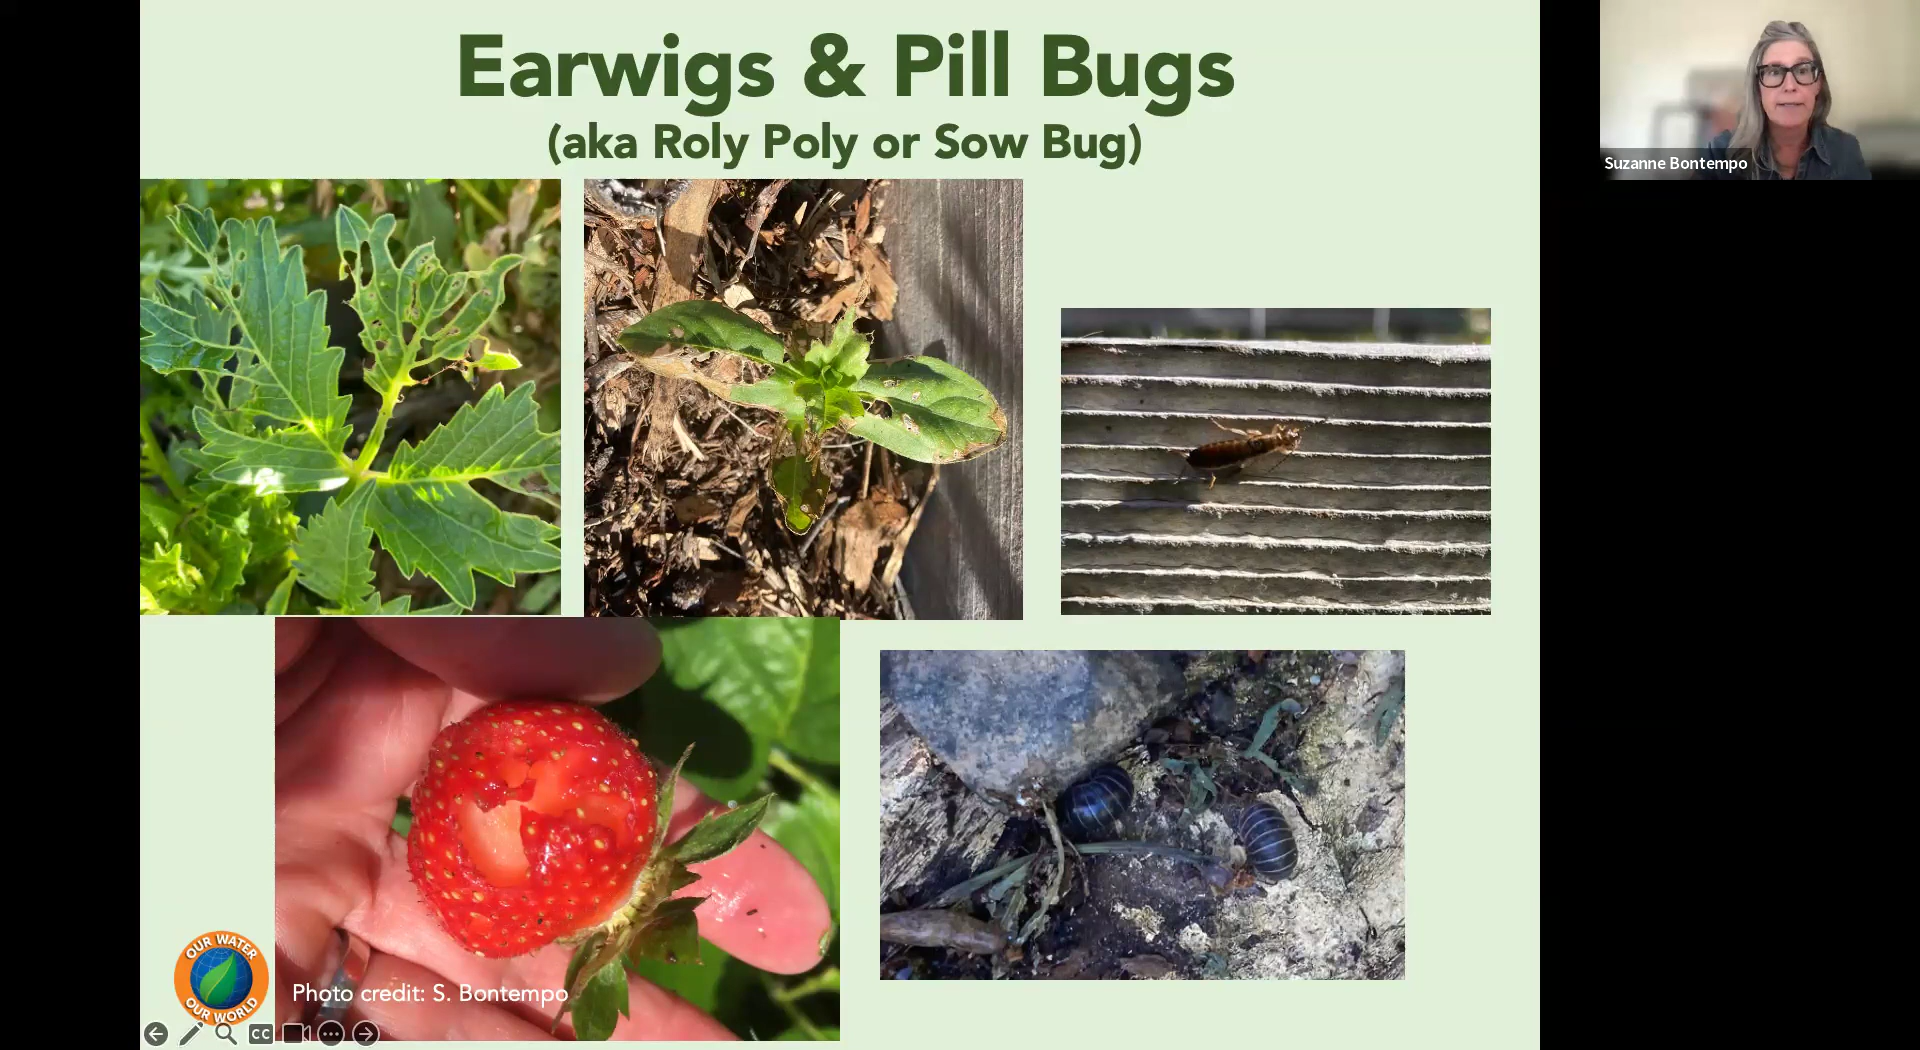 Earwigs & Pill Bugs
(aka Roly Poly or Sow Bug)
Suzanne Bontempo
OUR WATER
OUR WORLD
Photo credit: S. Bontempo
CC